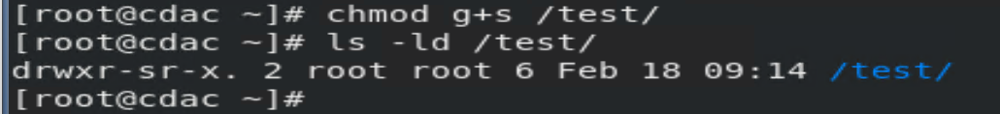 [root@cdac ~]# chmod g+s /test/
[root@cdac ~]# ls -ld /test/
drwxr-sr-x. 2 root root 6 Feb 18 09:14 /test/
[root@cdac ~]#